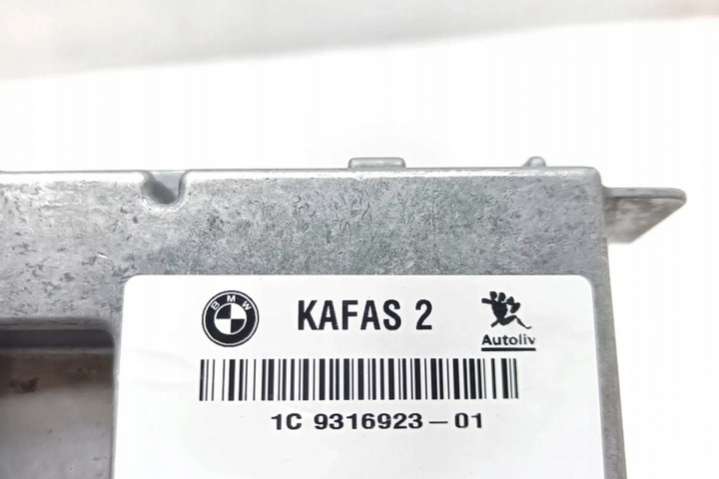 BMW KAFAS 2
Autoliv
1C 9316923-01